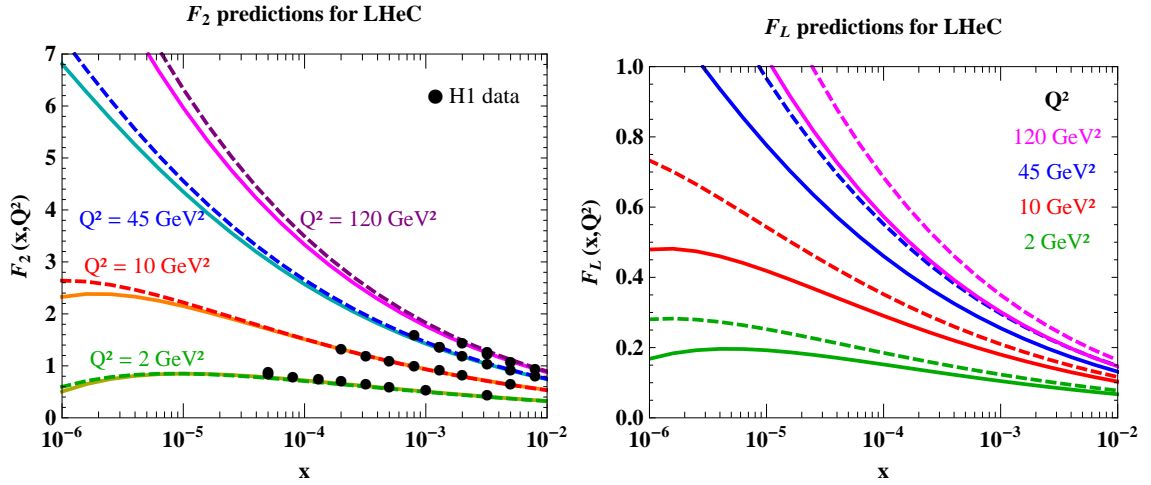 F₂ predictions for LHeC
7
6
5
4
3
2
1
0
F₂ (x,Q²)
H1 data
Q² = 45 GeV²
Q² = 120 GeV²
Q² = 10 GeV²
Q² = 2 GeV²
10⁻⁶
10⁻⁵
10⁻⁴
10⁻³
10⁻²
x
F_L predictions for LHeC
1.0
0.8
0.6
0.4
0.2
0.0
F_L (x,Q²)
Q²
120 GeV²
45 GeV²
10 GeV²
2 GeV²
10⁻⁶
10⁻⁵
10⁻⁴
10⁻³
10⁻²
x